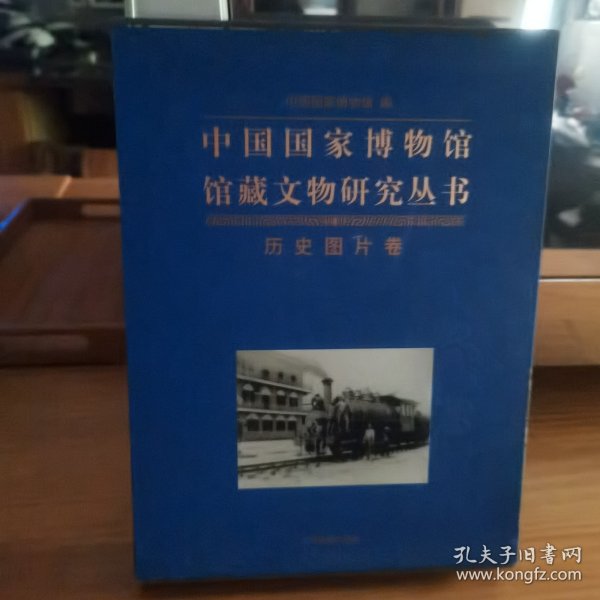 中国国家博物馆 编
中国国家博物馆
馆藏文物研究丛书
历史图片卷
孔夫子旧书网
www.kongfz.com